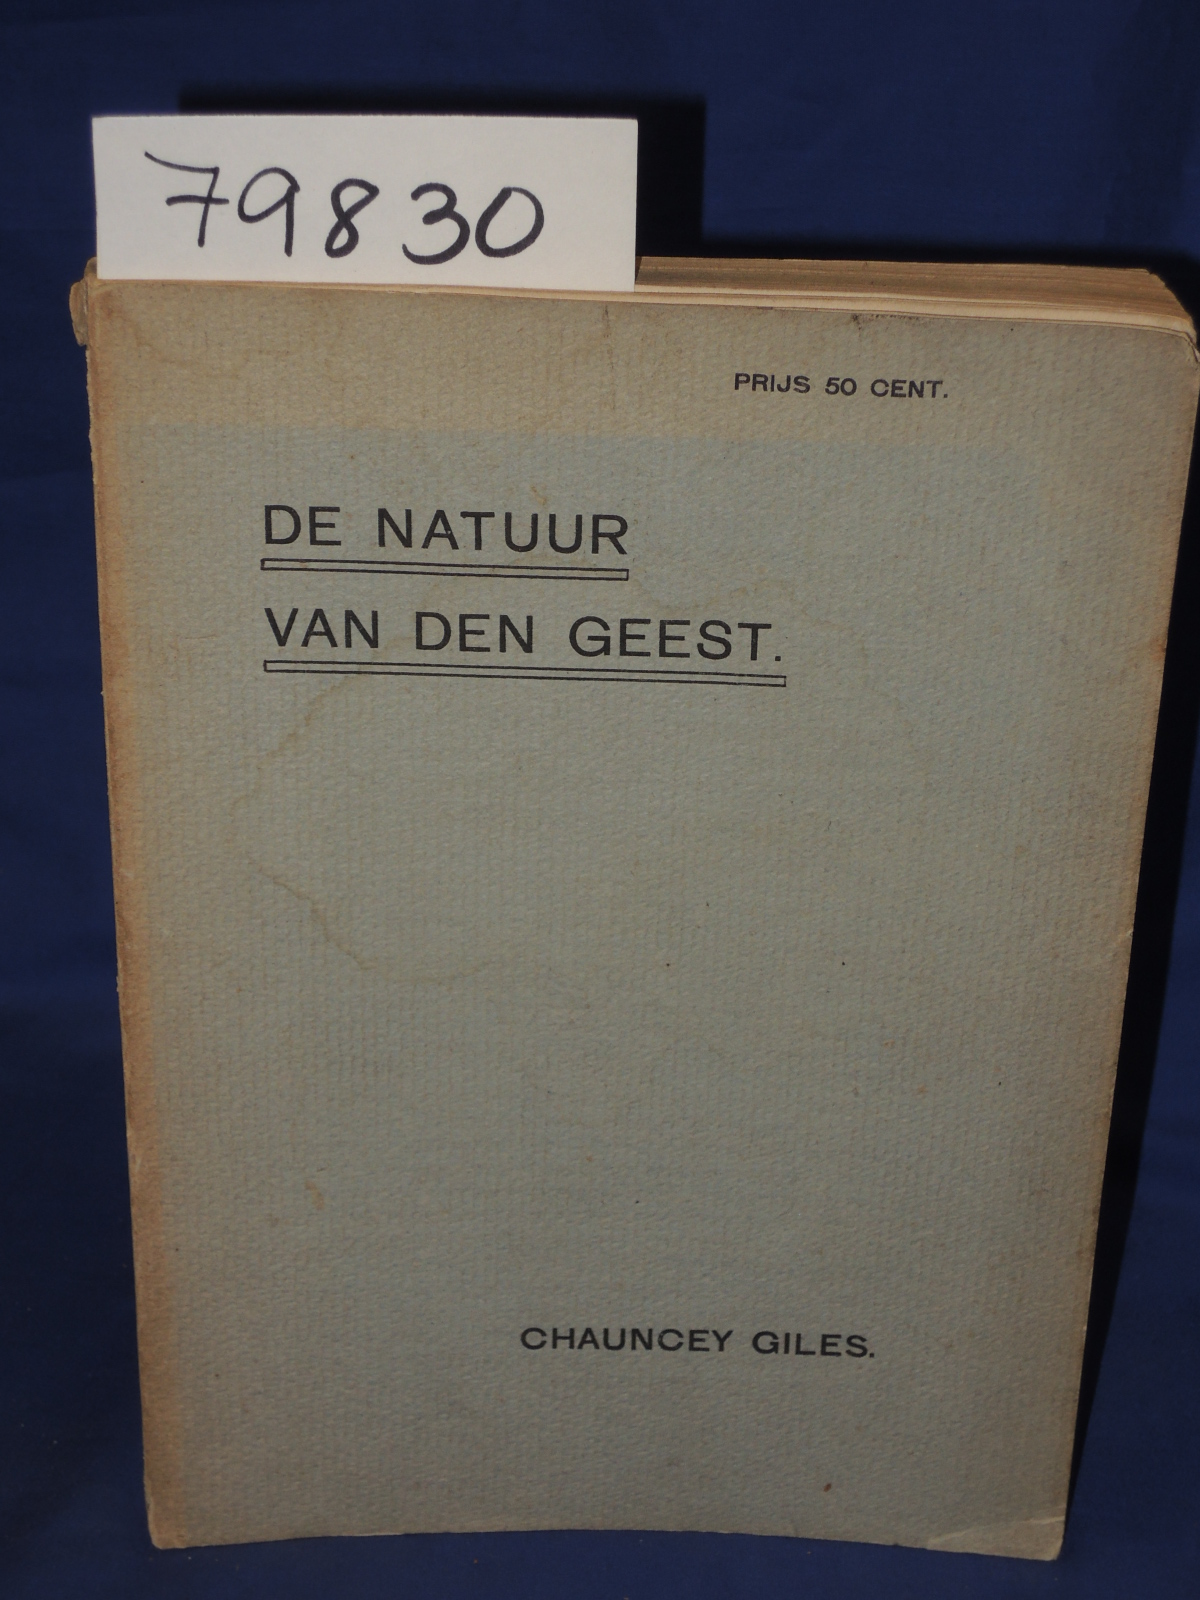 79830
PRIJS 50 CENT.
DE NATUUR
VAN DEN GEEST.
CHAUNCEY GILES.